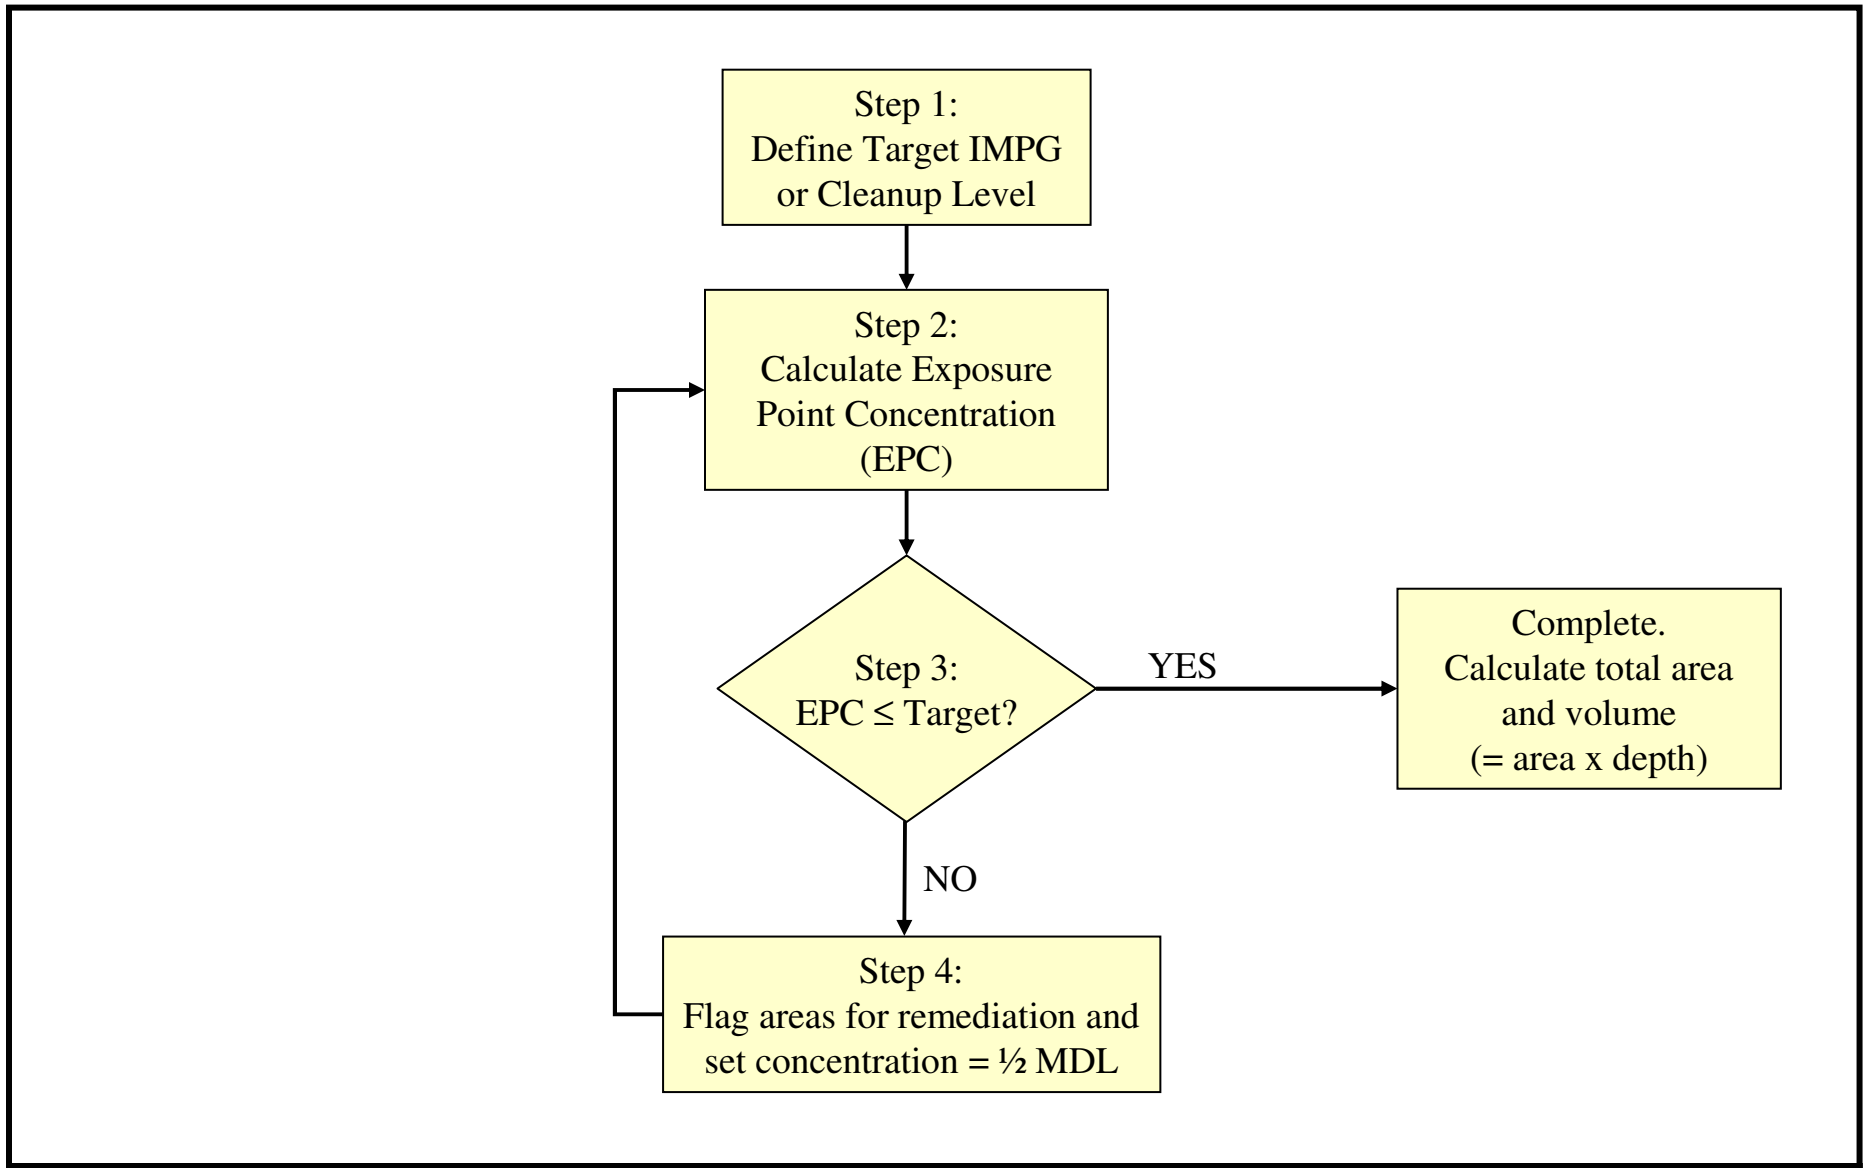 Step 1:
Define Target IMPG
or Cleanup Level
Step 2:
Calculate Exposure
Point Concentration
(EPC)
Step 3:
EPC ≤ Target?
YES
Complete.
Calculate total area
and volume
(= area x depth)
NO
Step 4:
Flag areas for remediation and
set concentration = ½ MDL